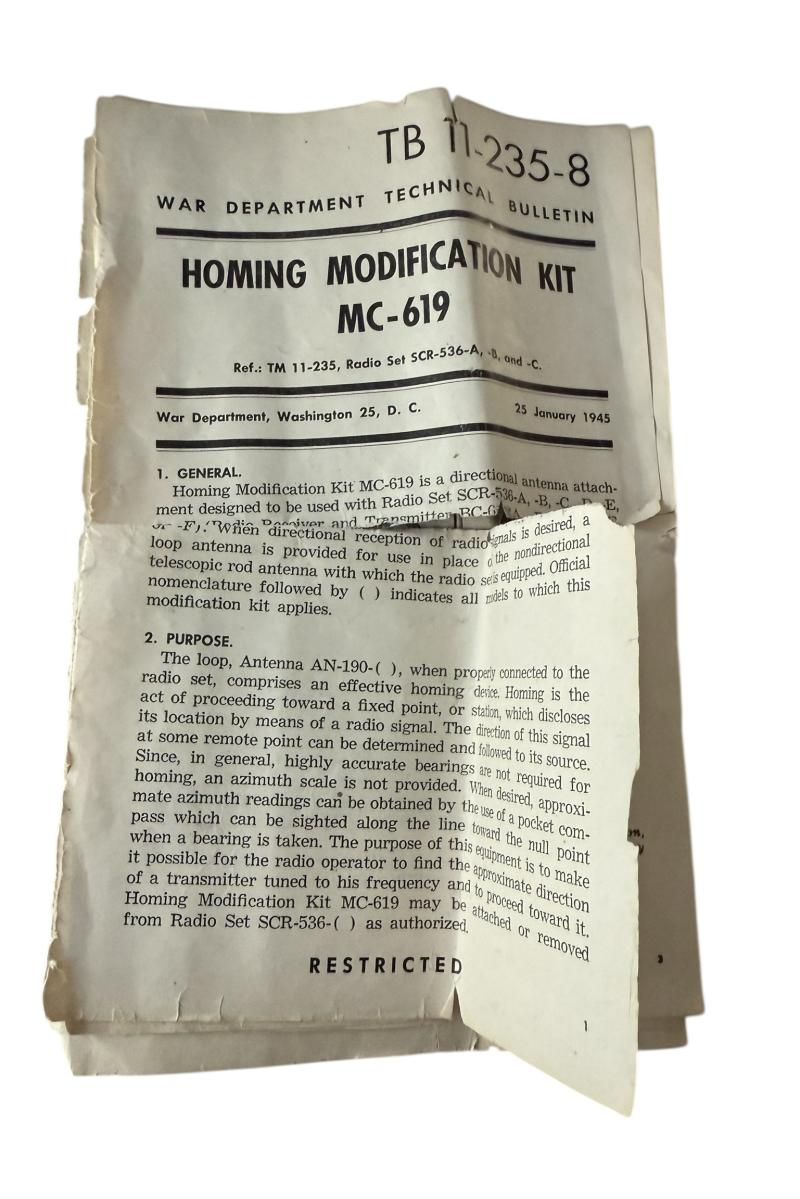 TB 11-235-8
WAR DEPARTMENT TECHNICAL BULLETIN
HOMING MODIFICATION KIT
MC-619
Ref.: TM 11-235, Radio Set SCR-536-A, -B, and -C.
War Department, Washington 25, D. C. 25 January 1945
1. GENERAL.
Homing Modification Kit MC-619 is a directional antenna attach-
ment designed to be used with Radio Set SCR-536-A, -B, -C, -D, -E,
or -F, Radio Receiver and Transmitter
When directional reception of radio signals is desired, a
loop antenna is provided for use in place of the nondirectional
telescopic rod antenna with which the radio set is equipped. Official
nomenclature followed by ( ) indicates all models to which this
modification kit applies.
2. PURPOSE.
The loop, Antenna AN-190-( ), when properly connected to the
radio set, comprises an effective homing device. Homing is the
act of proceeding toward a fixed point, or station, which discloses
its location by means of a radio signal. The direction of this signal
at some remote point can be determined and followed to its source.
Since, in general, highly accurate bearings are not required for
homing, an azimuth scale is not provided. When desired, approxi-
mate azimuth readings can be obtained by the use of a pocket com-
pass which can be sighted along the line toward the null point
when a bearing is taken. The purpose of this equipment is to make
it possible for the radio operator to find the approximate direction
of a transmitter tuned to his frequency and to proceed toward it.
Homing Modification Kit MC-619 may be attached or removed
from Radio Set SCR-536-( ) as authorized.
RESTRICTED
1
3